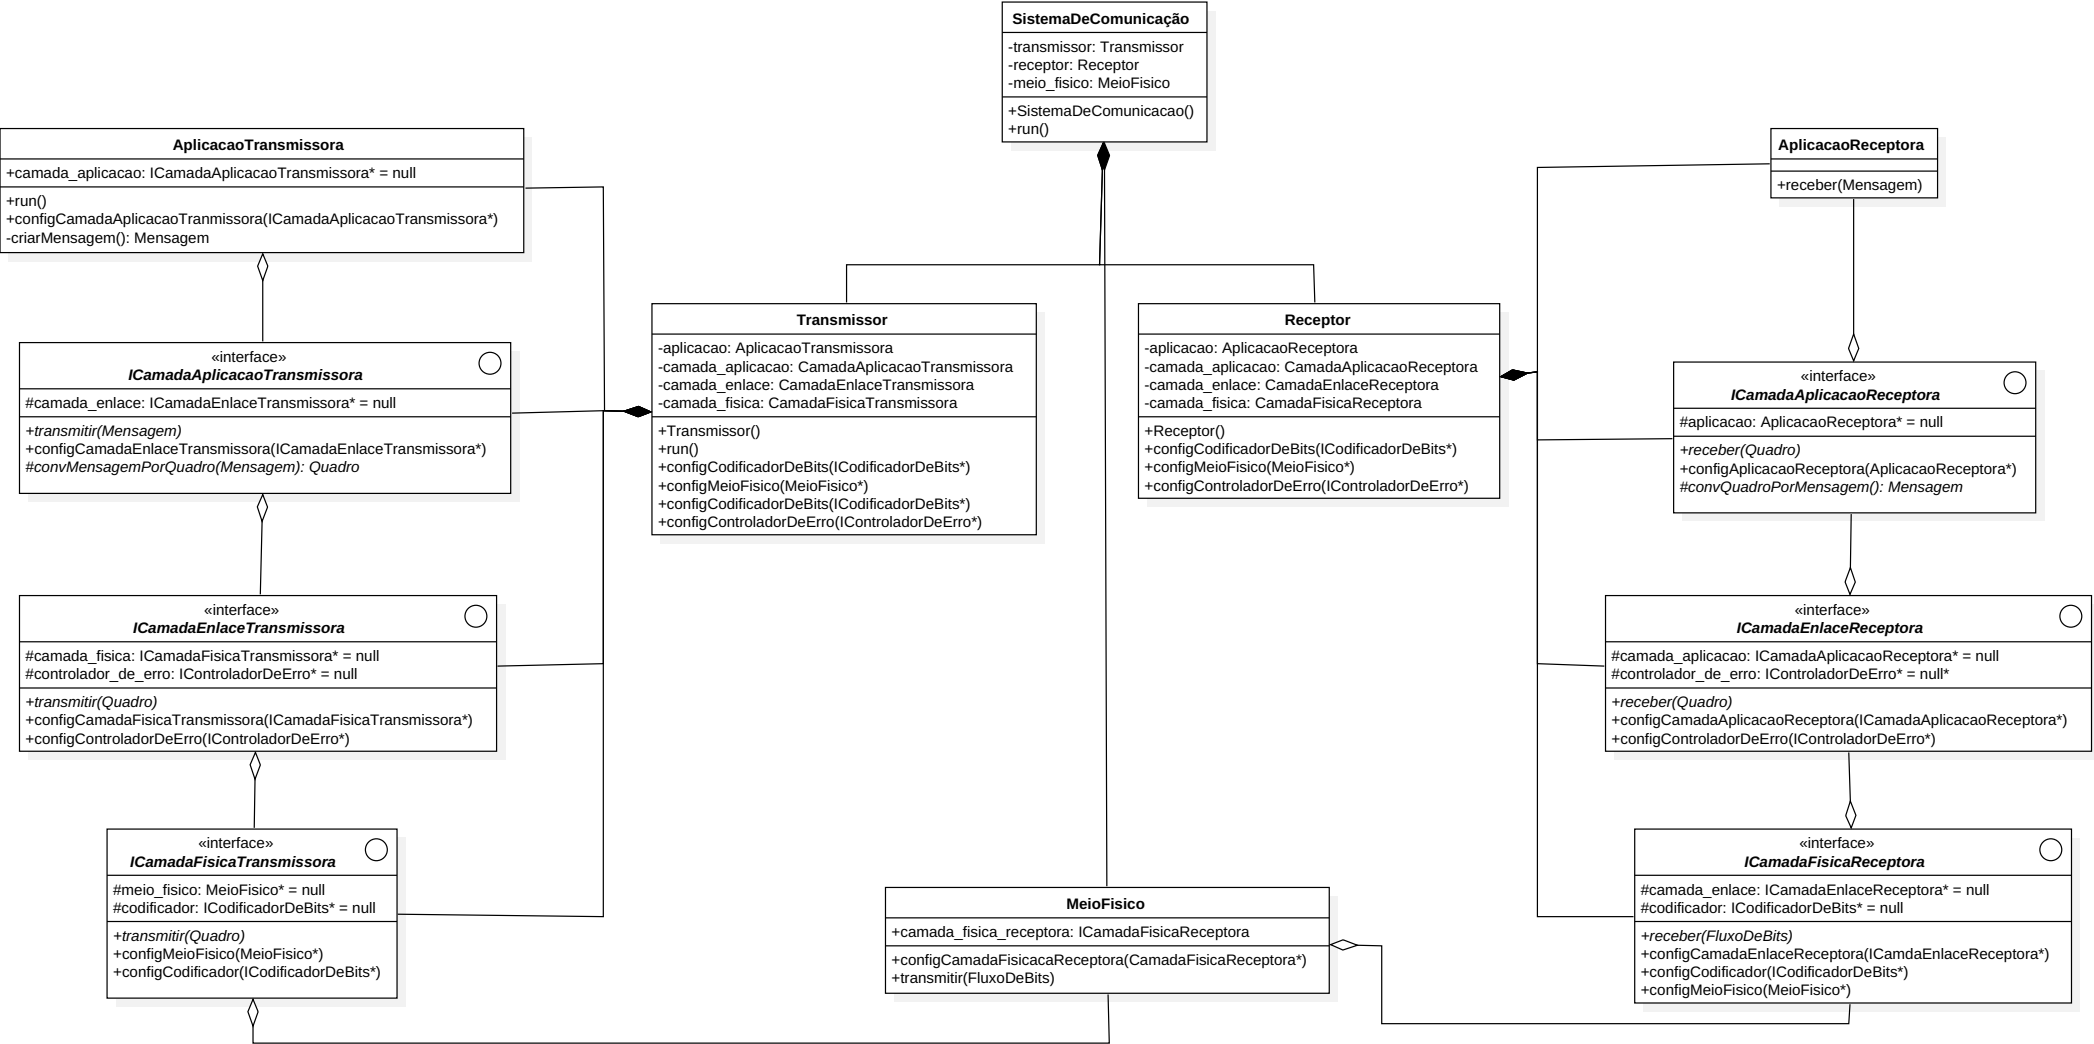 SistemaDeComunicação
-transmissor: Transmissor
-receptor: Receptor
-meio_fisico: MeioFisico
+SistemaDeComunicacao()
+run()
AplicacaoTransmissora
+camada_aplicacao: ICamadaAplicacaoTransmissora* = null
+run()
+configCamadaAplicacaoTranmissora(ICamadaAplicacaoTransmissora*)
-criarMensagem(): Mensagem
AplicacaoReceptora
+receber(Mensagem)
Transmissor
-aplicacao: AplicacaoTransmissora
-camada_aplicacao: CamadaAplicacaoTransmissora
-camada_enlace: CamadaEnlaceTransmissora
-camada_fisica: CamadaFisicaTransmissora
+Transmissor()
+run()
+configCodificadorDeBits(ICodificadorDeBits*)
+configMeioFisico(MeioFisico*)
+configCodificadorDeBits(ICodificadorDeBits*)
+configControladorDeErro(IControladorDeErro*)
Receptor
-aplicacao: AplicacaoReceptora
-camada_aplicacao: CamadaAplicacaoReceptora
-camada_enlace: CamadaEnlaceReceptora
-camada_fisica: CamadaFisicaReceptora
+Receptor()
+configCodificadorDeBits(ICodificadorDeBits*)
+configMeioFisico(MeioFisico*)
+configControladorDeErro(IControladorDeErro*)
«interface»
ICamadaAplicacaoTransmissora
#camada_enlace: ICamadaEnlaceTransmissora* = null
+transmitir(Mensagem)
+configCamadaEnlaceTransmissora(ICamadaEnlaceTransmissora*)
#convMensagemPorQuadro(Mensagem): Quadro
«interface»
ICamadaAplicacaoReceptora
#aplicacao: AplicacaoReceptora* = null
+receber(Quadro)
+configAplicacaoReceptora(AplicacaoReceptora*)
#convQuadroPorMensagem(): Mensagem
«interface»
ICamadaEnlaceTransmissora
#camada_fisica: ICamadaFisicaTransmissora* = null
#controlador_de_erro: IControladorDeErro* = null
+transmitir(Quadro)
+configCamadaFisicaTransmissora(ICamadaFisicaTransmissora*)
+configControladorDeErro(IControladorDeErro*)
«interface»
ICamadaEnlaceReceptora
#camada_aplicacao: ICamadaAplicacaoReceptora* = null
#controlador_de_erro: IControladorDeErro* = null*
+receber(Quadro)
+configCamadaAplicacaoReceptora(ICamadaAplicacaoReceptora*)
+configControladorDeErro(IControladorDeErro*)
«interface»
ICamadaFisicaTransmissora
#meio_fisico: MeioFisico* = null
#codificador: ICodificadorDeBits* = null
+transmitir(Quadro)
+configMeioFisico(MeioFisico*)
+configCodificador(ICodificadorDeBits*)
MeioFisico
+camada_fisica_receptora: ICamadaFisicaReceptora
+configCamadaFisicacaReceptora(CamadaFisicaReceptora*)
+transmitir(FluxoDeBits)
«interface»
ICamadaFisicaReceptora
#camada_enlace: ICamadaEnlaceReceptora* = null
#codificador: ICodificadorDeBits* = null
+receber(FluxoDeBits)
+configCamadaEnlaceReceptora(ICamdaEnlaceReceptora*)
+configCodificador(ICodificadorDeBits*)
+configMeioFisico(MeioFisico*)